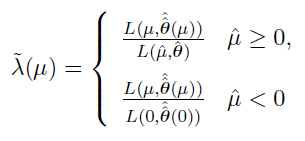 λ̃(μ) = { L(μ,θ̂̂(μ)) / L(μ̂,θ̂) μ̂ ≥ 0,
L(μ,θ̂̂(μ)) / L(0,θ̂̂(0)) μ̂ < 0